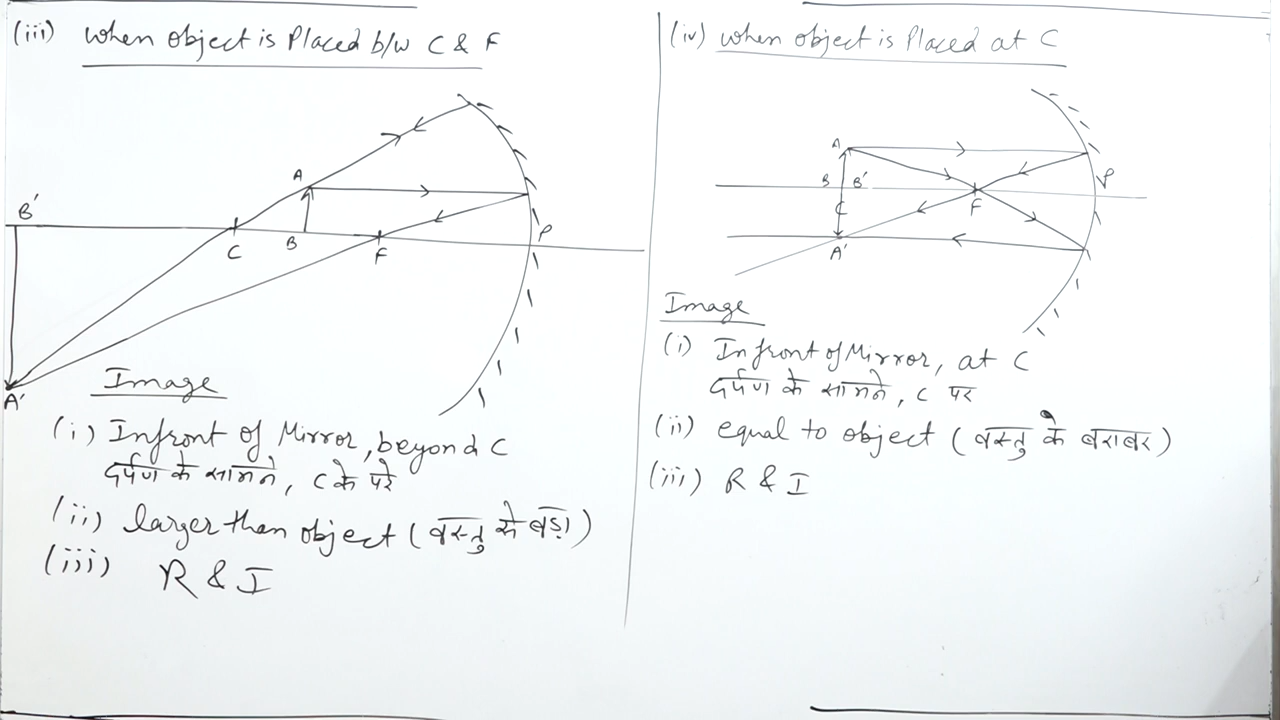 (iii) when object is Placed b/w C & F
A
B'
C
B
F
P
A'
Image
(i) Infront of Mirror, beyond C
दर्पण के सामने, C के परे
(ii) larger than object (वस्तु से बड़ा)
(iii) R & I
(iv) when object is Placed at C
A
B B'
C
F
P
A'
Image
(i) Infront of Mirror, at C
दर्पण के सामने, C पर
(ii) equal to object (वस्तु के बराबर)
(iii) R & I